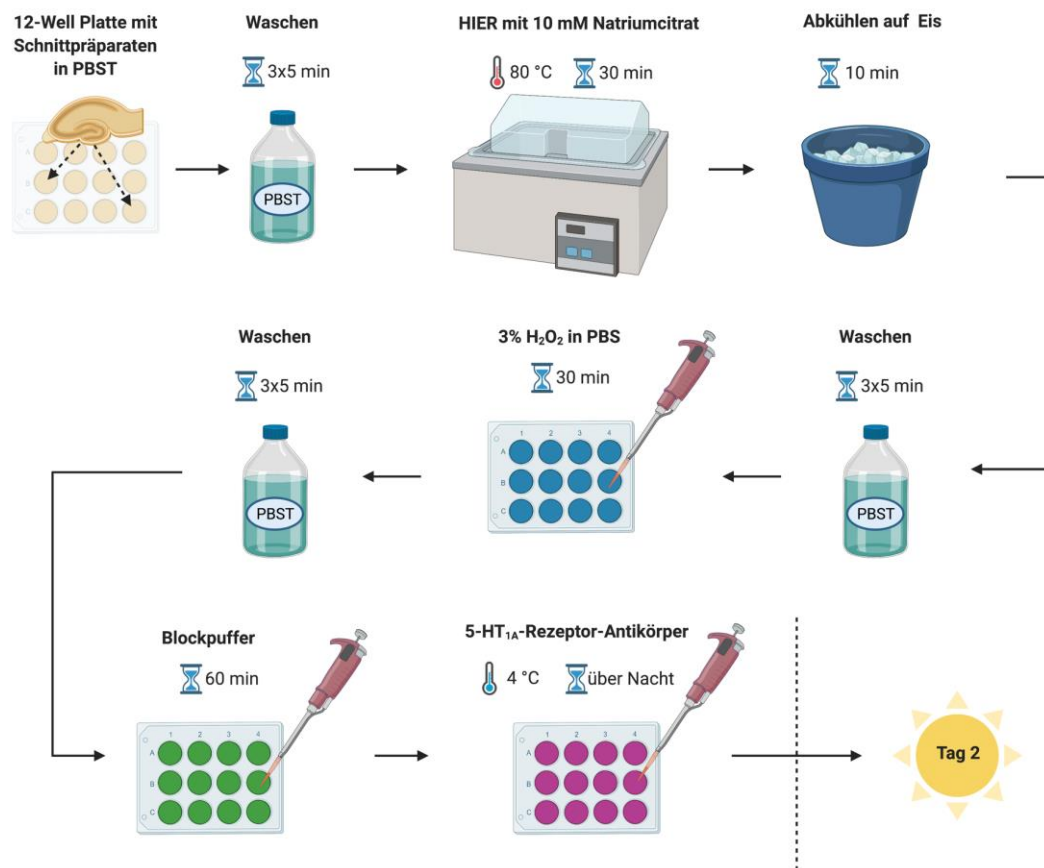 12-Well Platte mit
Schnittpräparaten
in PBST
Waschen
3x5 min
PBST
HIER mit 10 mM Natriumcitrat
80 °C
30 min
Abkühlen auf Eis
10 min
A
B
C
Waschen
3x5 min
PBST
3% H₂O₂ in PBS
30 min
1 2 3 4
A
B
C
Waschen
3x5 min
PBST
Blockpuffer
60 min
1 2 3 4
A
B
C
5-HT₁ₐ-Rezeptor-Antikörper
4 °C
über Nacht
1 2 3 4
A
B
C
Tag 2